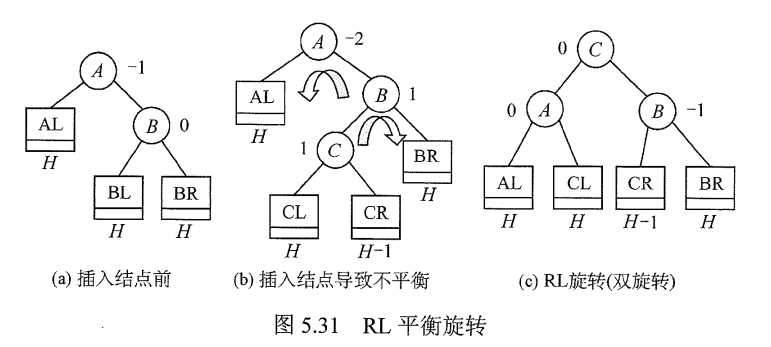 A -1
AL
H
B 0
BL
H
BR
H
(a) 插入结点前
A -2
AL
H
B 1
1 C
BR
H
CL
H
CR
H-1
(b) 插入结点导致不平衡
0 C
0 A
B -1
AL
H
CL
H
CR
H-1
BR
H
(c) RL旋转(双旋转)
图 5.31 RL 平衡旋转